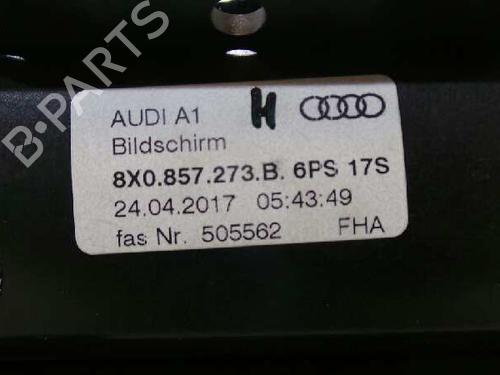 AUDI A1 H
Bildschirm
8X0.857.273.B. 6PS 17S
24.04.2017 05:43:49
fas Nr. 505562 FHA
B-PARTS